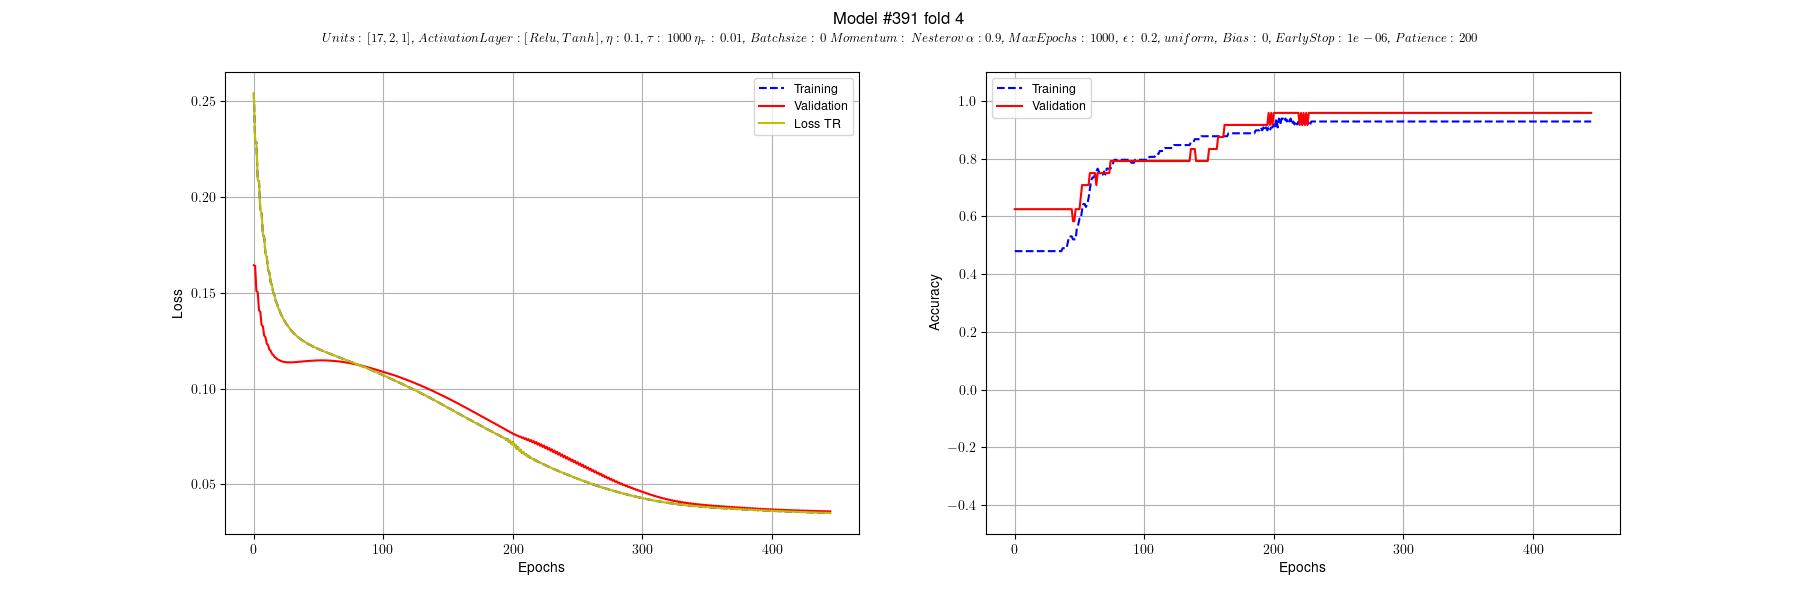 Model #391 fold 4
Units : [17, 2, 1], ActivationLayer : [Relu, Tanh], η : 0.1, τ : 1000 η_τ : 0.01, Batchsize : 0 Momentum : Nesterov α : 0.9, MaxEpochs : 1000, ϵ : 0.2, uniform, Bias : 0, EarlyStop : 1e − 06, Patience : 200
Training
Validation
Loss TR
0.25
0.20
0.15
0.10
0.05
Loss
0 100 200 300 400
Epochs
Training
Validation
1.0
0.8
0.6
0.4
0.2
0.0
−0.2
−0.4
Accuracy
0 100 200 300 400
Epochs